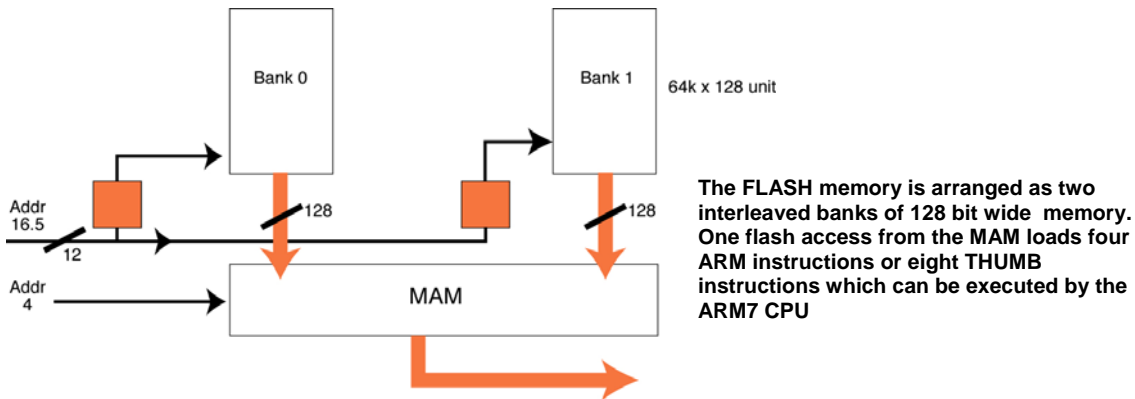 Bank 0
Bank 1
64k x 128 unit
Addr
16.5
12
128
128
Addr
4
MAM
The FLASH memory is arranged as two
interleaved banks of 128 bit wide memory.
One flash access from the MAM loads four
ARM instructions or eight THUMB
instructions which can be executed by the
ARM7 CPU